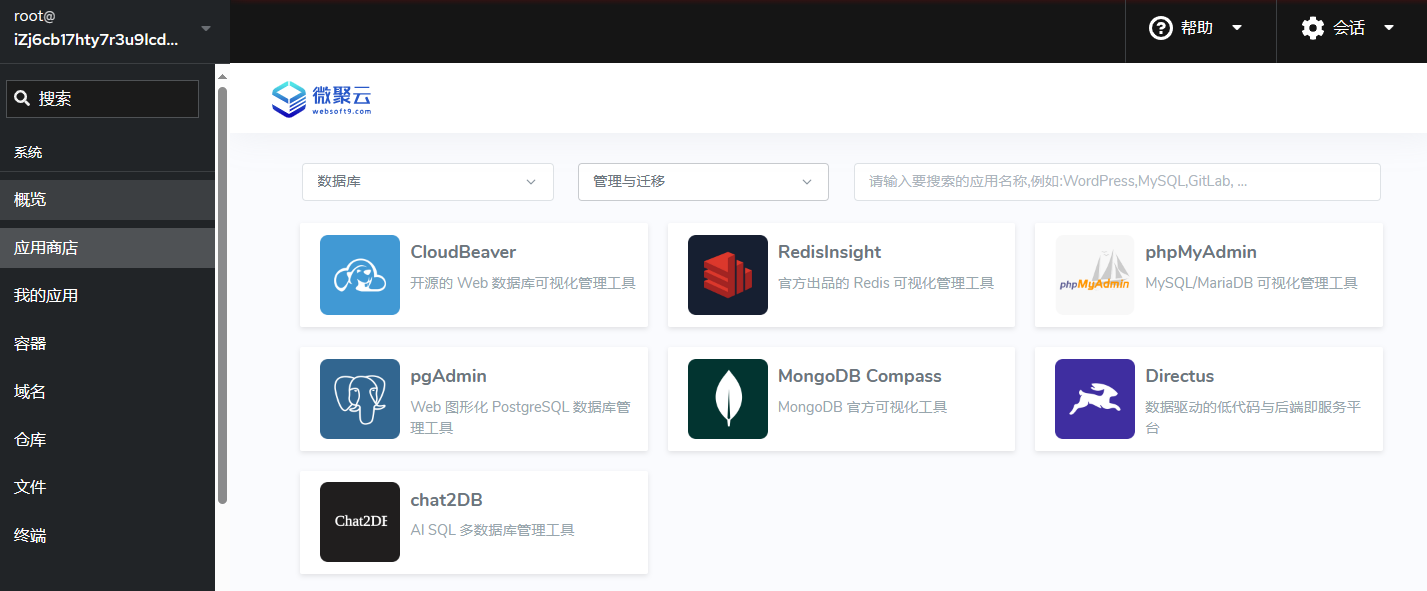 root@
iZj6cb17hty7r3u9lcd...
帮助
会话
搜索
系统
概览
应用商店
我的应用
容器
域名
仓库
文件
终端
微聚云
websoft9.com
数据库
管理与迁移
请输入要搜索的应用名称,例如:WordPress,MySQL,GitLab, ...
CloudBeaver
开源的 Web 数据库可视化管理工具
RedisInsight
官方出品的 Redis 可视化管理工具
phpMyAdmin
phpMyAdmin
MySQL/MariaDB 可视化管理工具
pgAdmin
Web 图形化 PostgreSQL 数据库管
理工具
MongoDB Compass
MongoDB 官方可视化工具
Directus
数据驱动的低代码与后端即服务平
台
Chat2DB
chat2DB
AI SQL 多数据库管理工具